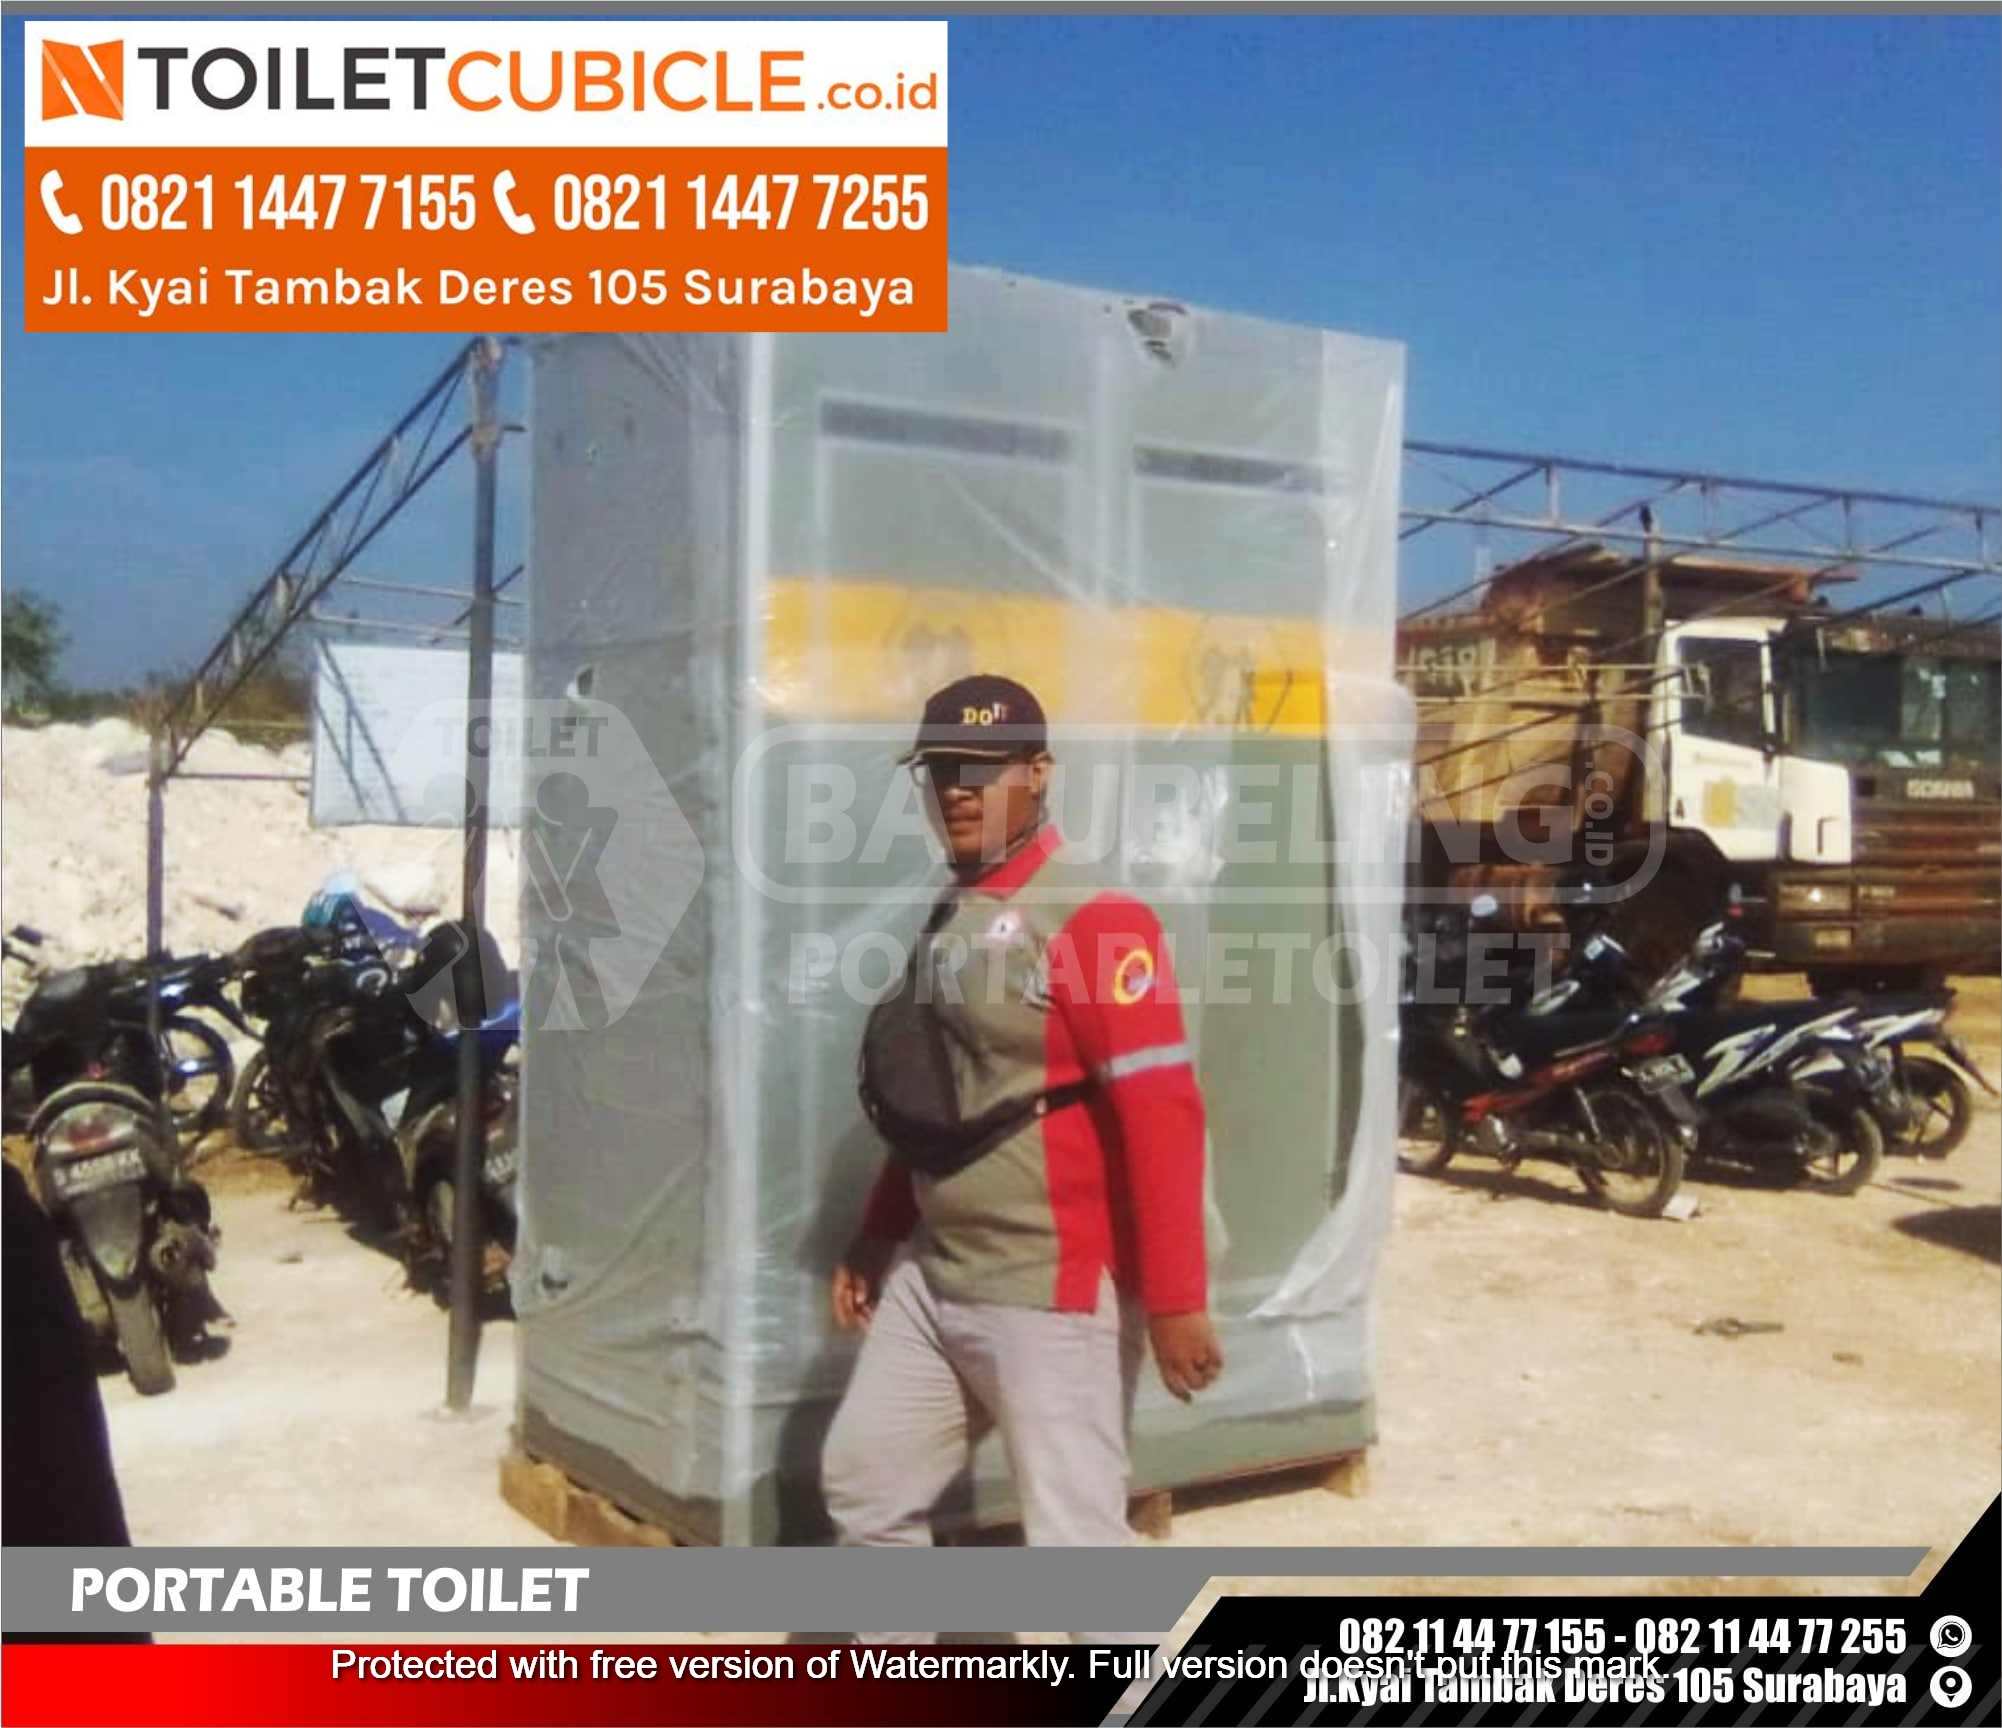 TOILETCUBICLE.co.id
0821 1447 7155 0821 1447 7255
Jl. Kyai Tambak Deres 105 Surabaya
TOILET
BATUBELING.CO.ID
PORTABLETOILET
SCANIA
PORTABLE TOILET
082 11 44 77 155 - 082 11 44 77 255
Protected with free version of Watermarkly. Full version doesn't put this mark.
Jl.Kyai Tambak Deres 105 Surabaya